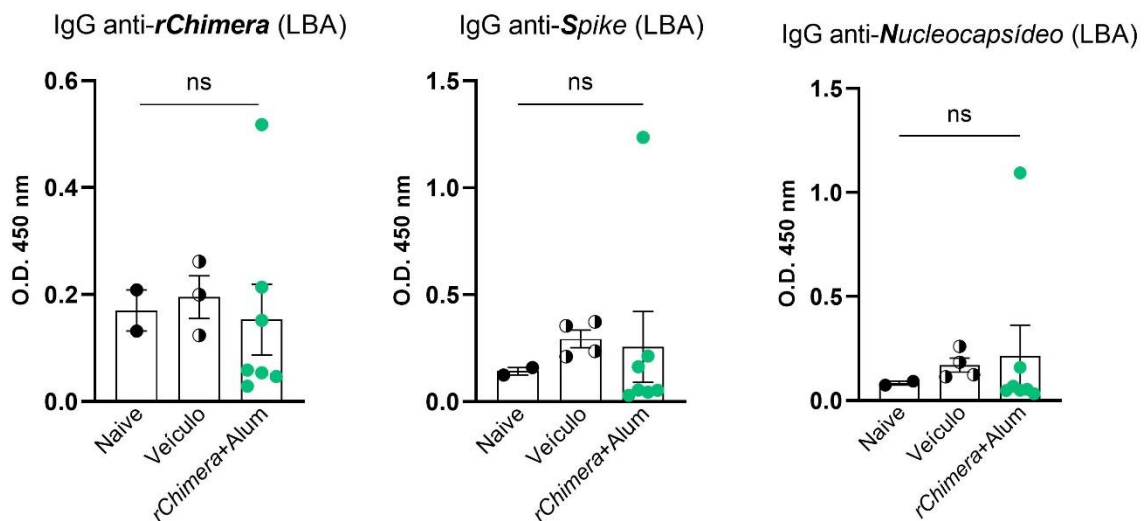 IgG anti-rChimera (LBA)
ns
O.D. 450 nm
0.6
0.4
0.2
0.0
Naive
Veículo
rChimera+Alum
IgG anti-Spike (LBA)
ns
O.D. 450 nm
1.5
1.0
0.5
0.0
Naive
Veículo
rChimera+Alum
IgG anti-Nucleocapsídeo (LBA)
ns
O.D. 450 nm
1.5
1.0
0.5
0.0
Naive
Veículo
rChimera+Alum